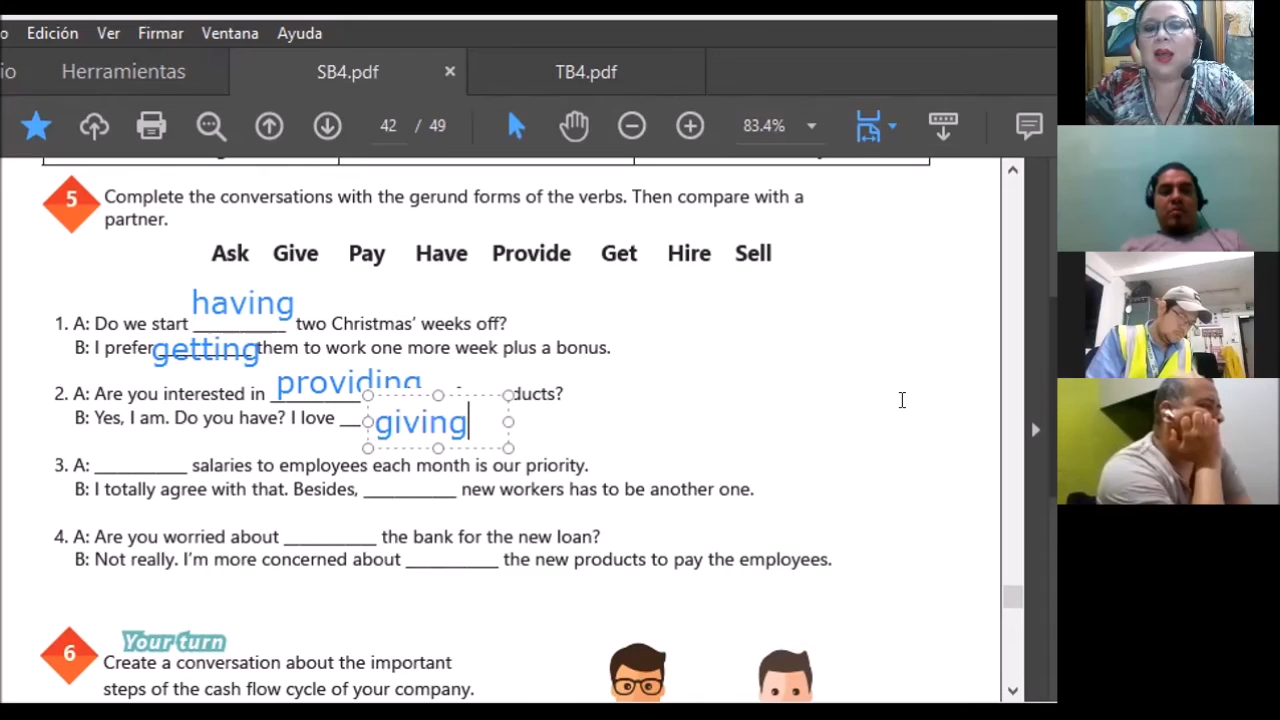 Edición Ver Firmar Ventana Ayuda
Herramientas SB4.pdf × TB4.pdf
42 / 49 83.4%
5 Complete the conversations with the gerund forms of the verbs. Then compare with a
partner.
Ask Give Pay Have Provide Get Hire Sell
having
1. A: Do we start __________ two Christmas' weeks off?
getting
B: I prefer __________ them to work one more week plus a bonus.
providing
2. A: Are you interested in __________
B: Yes, I am. Do you have? I love __ giving
3. A: __________ salaries to employees each month is our priority.
B: I totally agree with that. Besides, __________ new workers has to be another one.
4. A: Are you worried about __________ the bank for the new loan?
B: Not really. I'm more concerned about __________ the new products to pay the employees.
6 Your turn
Create a conversation about the important
steps of the cash flow cycle of your company.